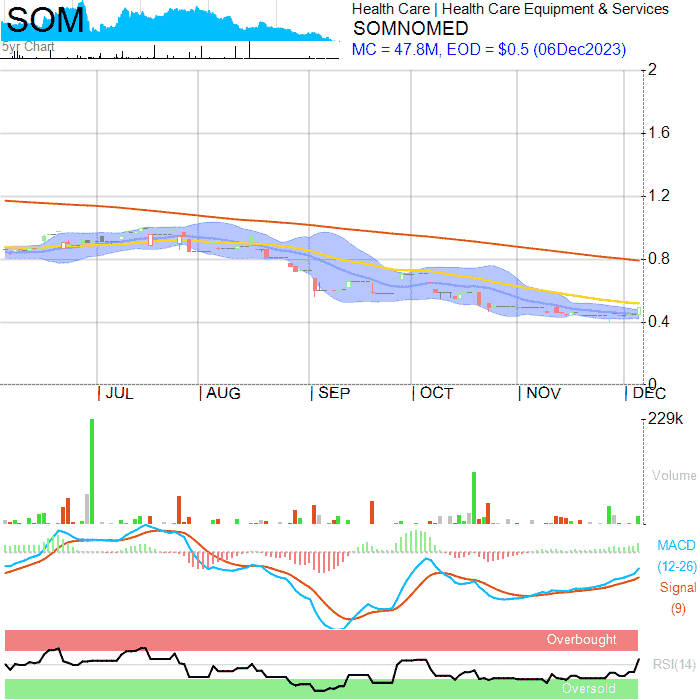 SOM
5yr Chart
Health Care | Health Care Equipment & Services
SOMNOMED
MC = 47.8M, EOD = $0.5 (06Dec2023)
2
1.6
1.2
0.8
0.4
0
JUL
AUG
SEP
OCT
NOV
DEC
229k
Volume
MACD
(12-26)
Signal
(9)
Overbought
RSI(14)
Oversold